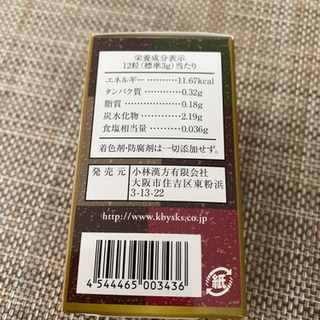 栄養成分表示
12粒(標準3g)当たり
エネルギー………11.67kcal
タンパク質…………0.32g
脂質…………………0.18g
炭水化物……………2.19g
食塩相当量…………0.036g
着色剤・防腐剤は一切添加せず。
発売元 小林漢方有限会社
大阪市住吉区東粉浜
3-13-22
http://www.kbysks.co.jp
4 544465 003436
紙